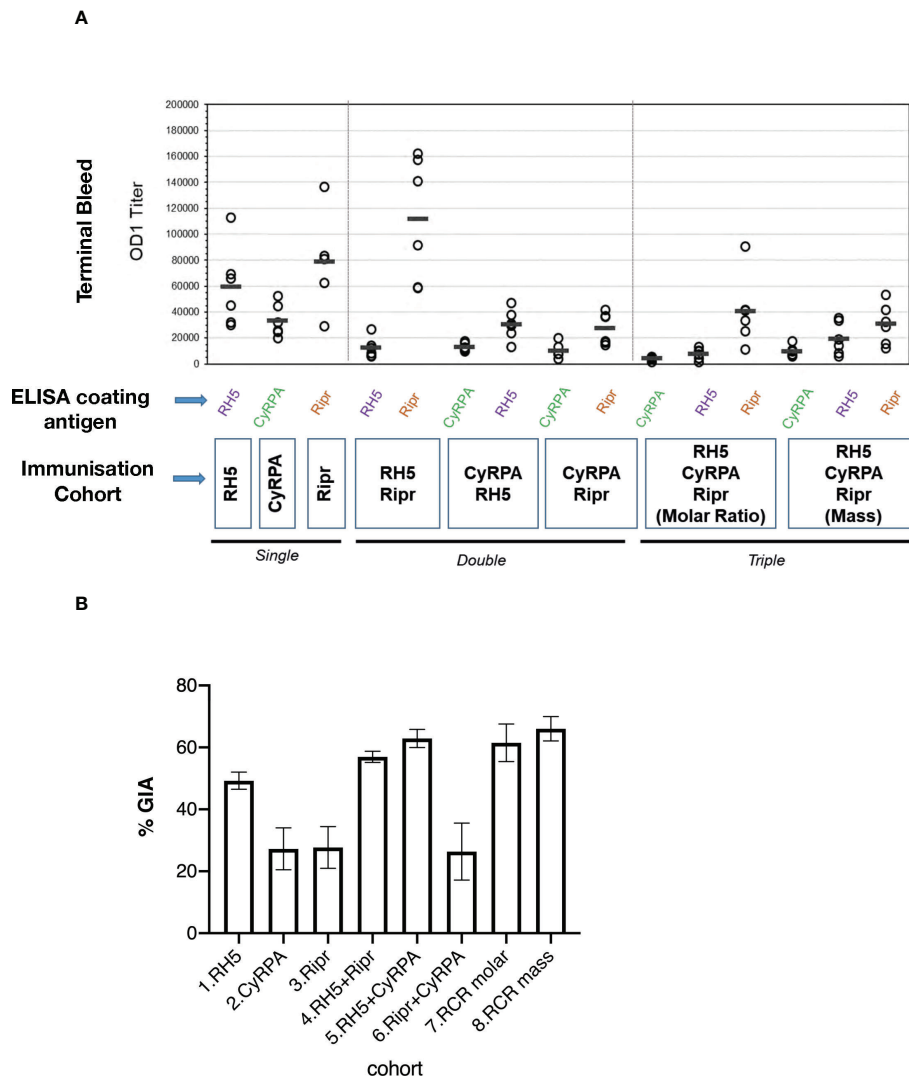 A
Terminal Bleed
OD1 Titer
200000
180000
160000
140000
120000
100000
80000
60000
40000
20000
0
ELISA coating
antigen
RH5
CyRPA
Ripr
RH5
Ripr
CyRPA
RH5
CyRPA
Ripr
CyRPA
RH5
Ripr
CyRPA
RH5
Ripr
Immunisation
Cohort
RH5
CyRPA
Ripr
RH5
Ripr
CyRPA
RH5
CyRPA
Ripr
RH5
CyRPA
Ripr
(Molar Ratio)
RH5
CyRPA
Ripr
(Mass)
Single
Double
Triple
B
% GIA
80
60
40
20
0
1.RH5
2.CyRPA
3.Ripr
4.RH5+Ripr
5.RH5+CyRPA
6.Ripr+CyRPA
7.RCR molar
8.RCR mass
cohort